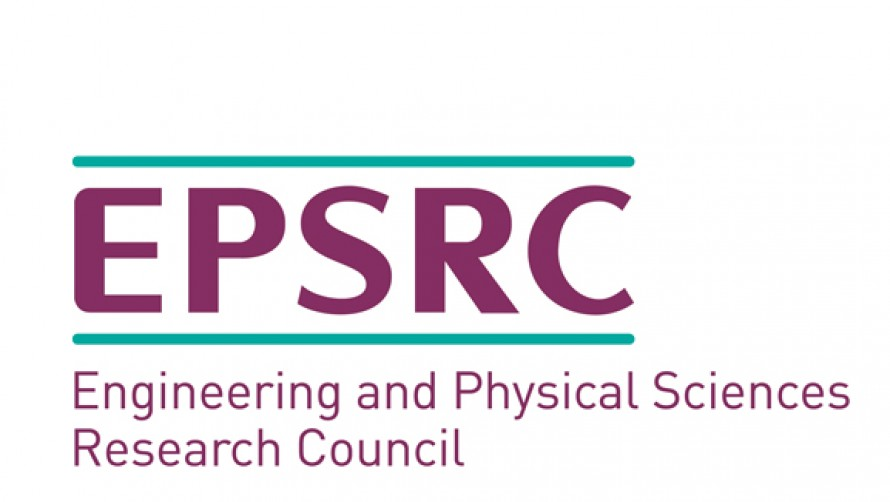 EPSRC
Engineering and Physical Sciences
Research Council